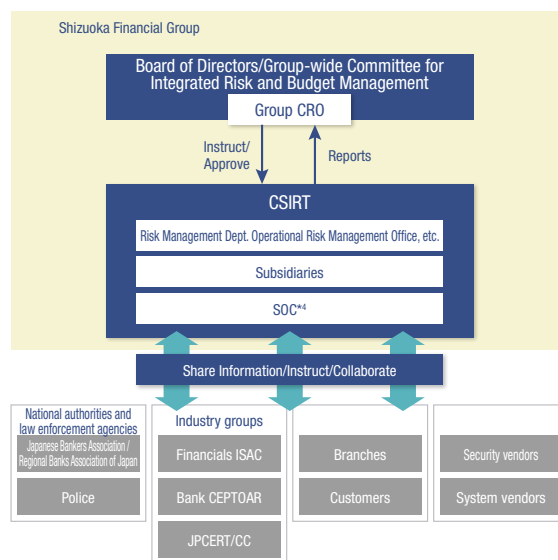 Shizuoka Financial Group
Board of Directors/Group-wide Committee for
Integrated Risk and Budget Management
Group CRO
Instruct/
Approve
Reports
CSIRT
Risk Management Dept. Operational Risk Management Office, etc.
Subsidiaries
SOC*4
Share Information/Instruct/Collaborate
National authorities and
law enforcement agencies
Japanese Bankers Association /
Regional Banks Association of Japan
Police
Industry groups
Financials ISAC
Bank CEPTOAR
JPCERT/CC
Branches
Customers
Security vendors
System vendors